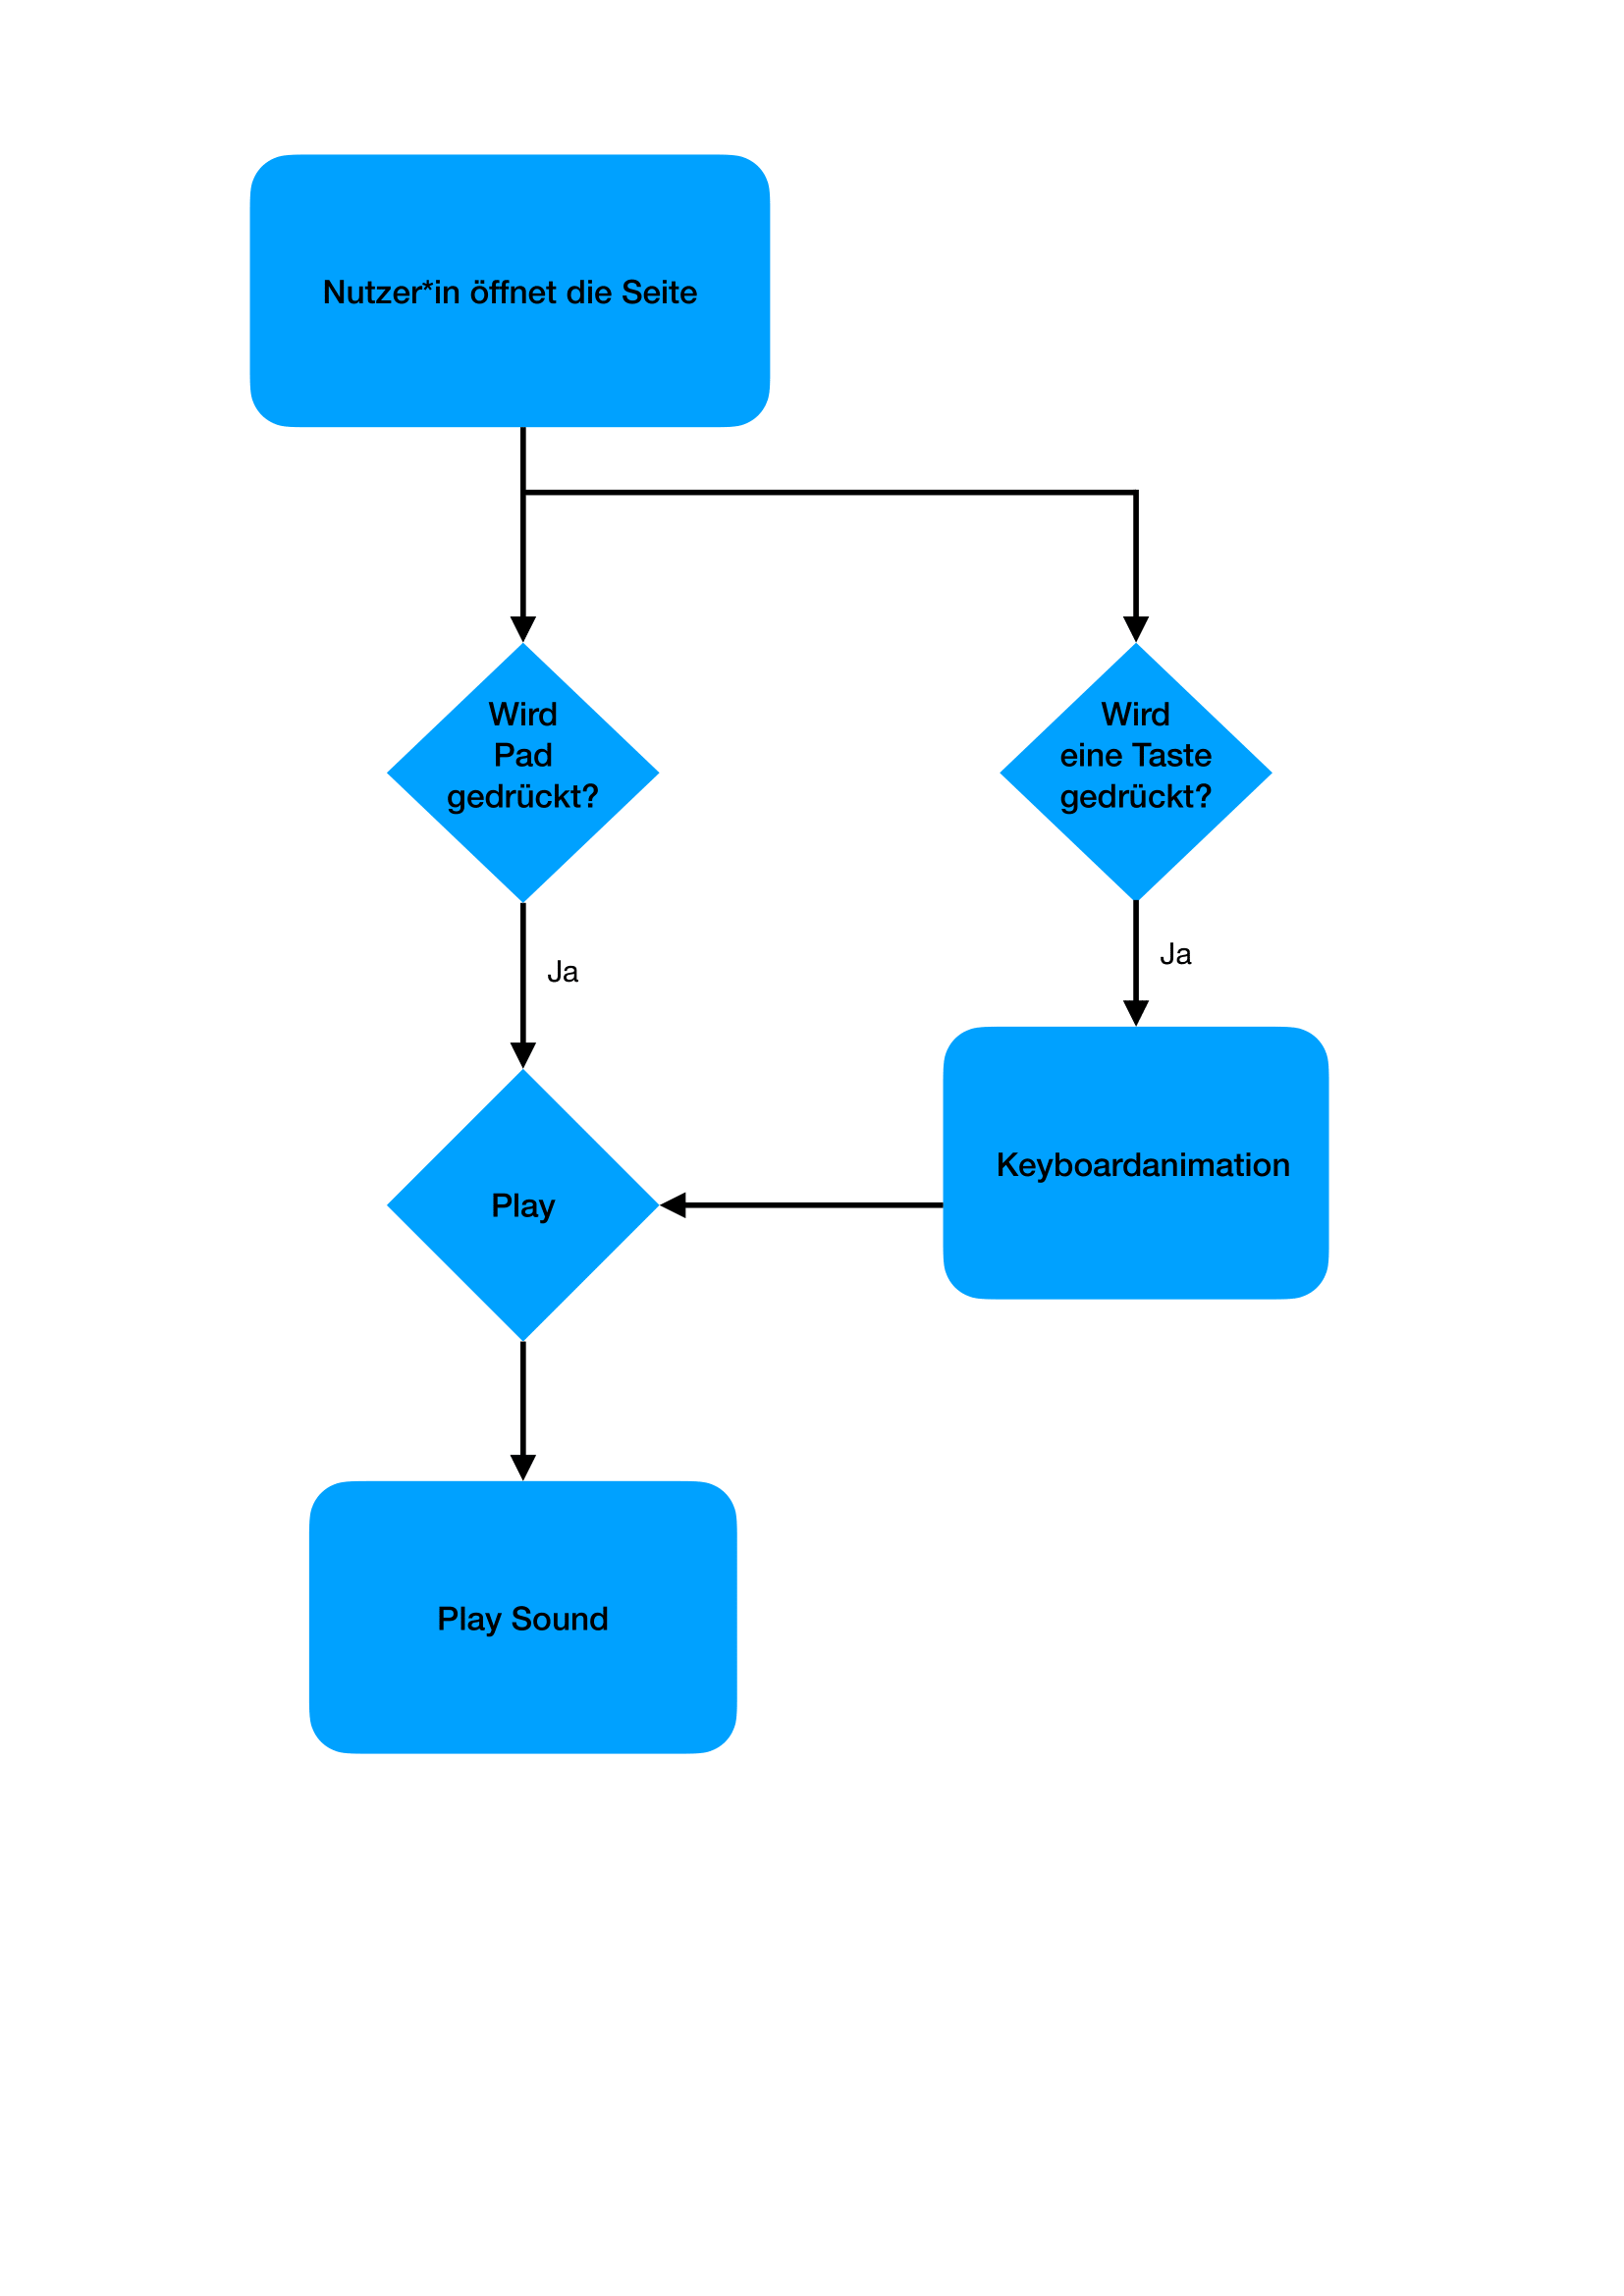 Nutzer*in öffnet die Seite
Wird
Pad
gedrückt?
Wird
eine Taste
gedrückt?
Ja
Ja
Play
Keyboardanimation
Play Sound